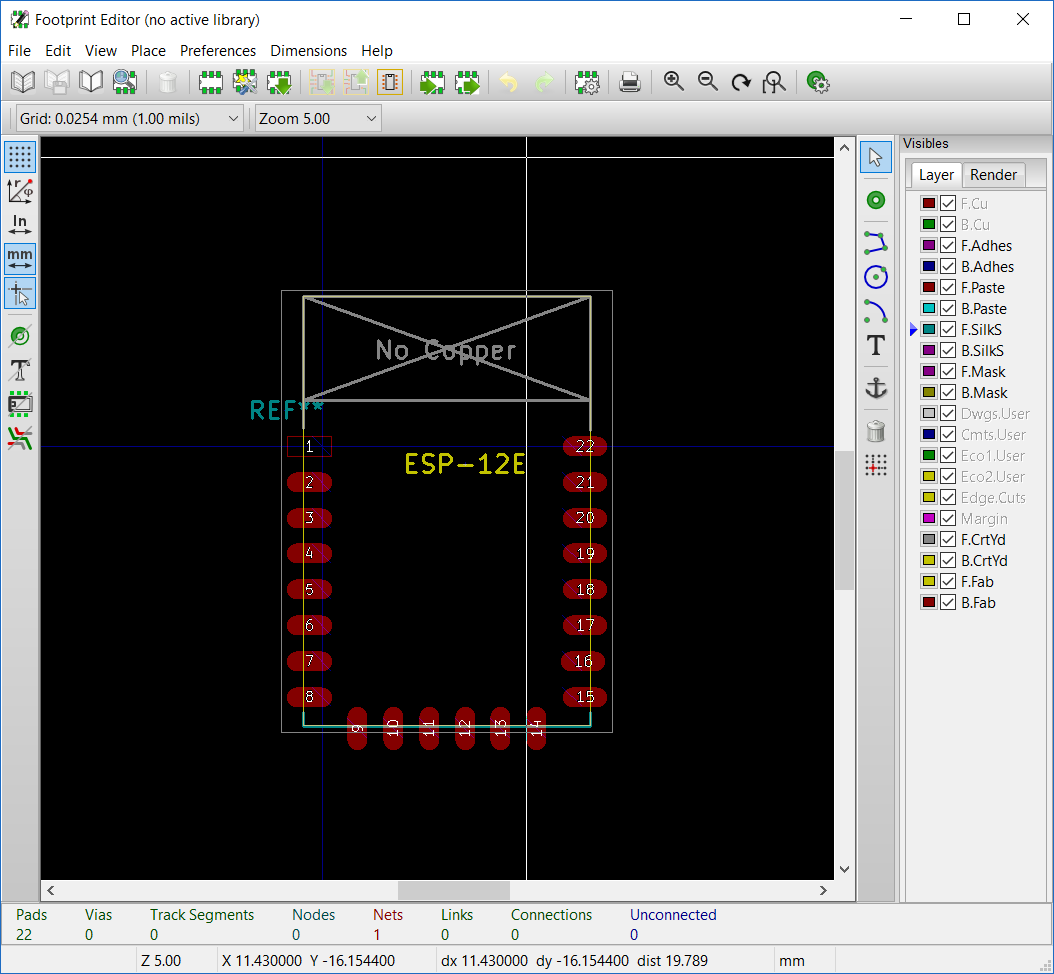 Footprint Editor (no active library)
File Edit View Place Preferences Dimensions Help
Grid: 0.0254 mm (1.00 mils) Zoom 5.00
Visibles
Layer Render
F.Cu
B.Cu
F.Adhes
B.Adhes
F.Paste
B.Paste
F.SilkS
B.SilkS
F.Mask
B.Mask
Dwgs.User
Cmts.User
Eco1.User
Eco2.User
Edge.Cuts
Margin
F.CrtYd
B.CrtYd
F.Fab
B.Fab
r φ
In
mm
T
T
No Copper
REF**
ESP-12E
1 22
2 21
3 20
4 19
5 18
6 17
7 16
8 15
9 10 11 12 13 14
Pads Vias Track Segments Nodes Nets Links Connections Unconnected
22 0 0 0 1 0 0 0
Z 5.00 X 11.430000 Y -16.154400 dx 11.430000 dy -16.154400 dist 19.789 mm